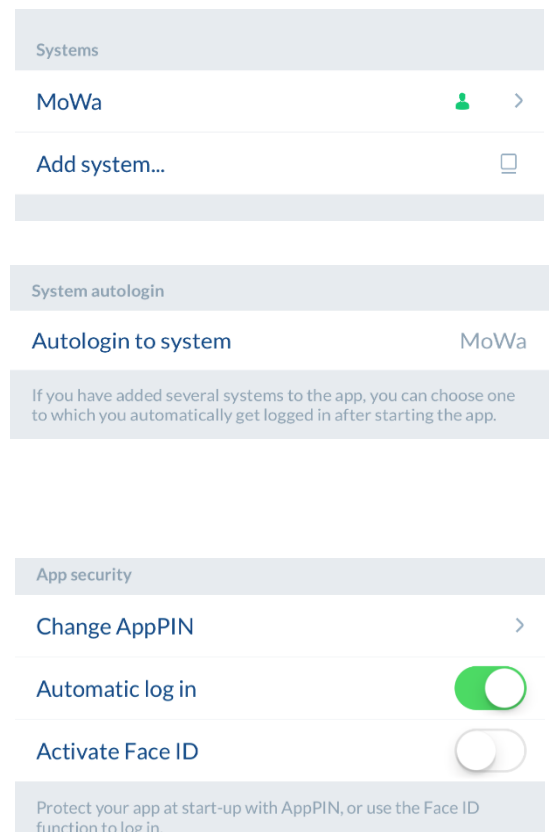 Systems
MoWa
Add system...
System autologin
Autologin to system MoWa
If you have added several systems to the app, you can choose one
to which you automatically get logged in after starting the app.
App security
Change AppPIN
Automatic log in
Activate Face ID
Protect your app at start-up with AppPIN, or use the Face ID
function to log in.